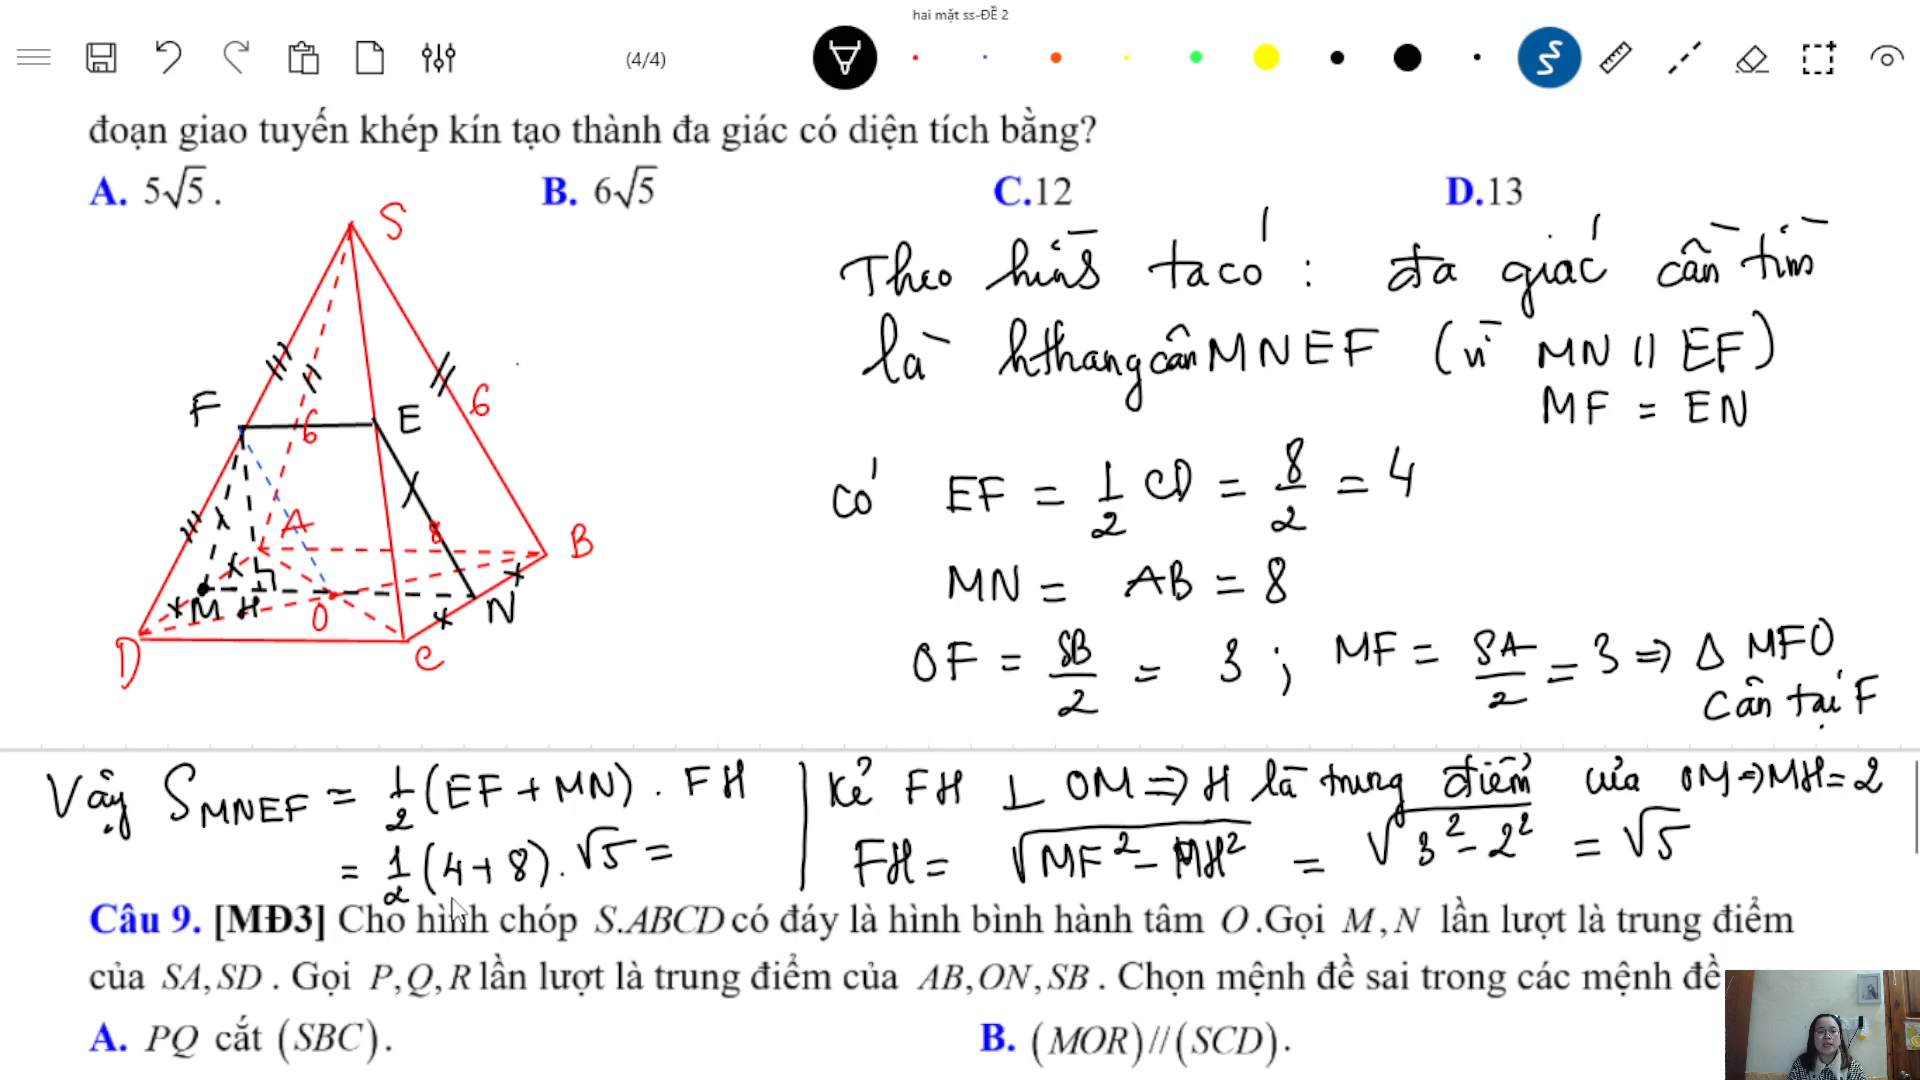 hai mặt ss-ĐỀ 2
(4/4)
đoạn giao tuyến khép kín tạo thành đa giác có diện tích bằng?
A. 5√5. B. 6√5 C.12 D.13
S
F E 6 6
A 8 B
M H O N
D C
Theo hình ta có : đa giác cần tìm
là hthang cân MNEF (vì MN // EF)
MF = EN
có EF = 1/2 CD = 8/2 = 4
MN = AB = 8
OF = SB/2 = 3 ; MF = SA/2 = 3 => Δ MFO
cân tại F
Vậy S_MNEF = 1/2 (EF + MN) . FH
= 1/2 (4 + 8) . √5 =
Kẻ FH ⊥ OM => H là trung điểm của OM => MH = 2
FH = √(MF² - MH²) = √(3² - 2²) = √5
Câu 9. [MĐ3] Cho hình chóp S.ABCD có đáy là hình bình hành tâm O.Gọi M,N lần lượt là trung điểm
của SA,SD. Gọi P,Q,R lần lượt là trung điểm của AB,ON,SB. Chọn mệnh đề sai trong các mệnh đề
A. PQ cắt (SBC). B. (MOR)//(SCD).